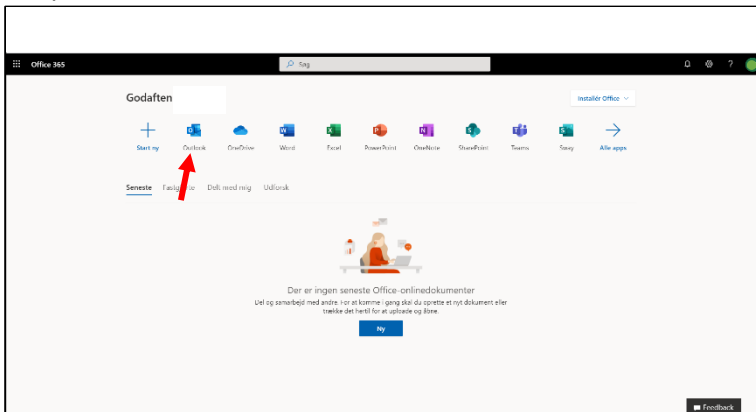 Office 365
Søg
?
Godaften
Installér Office
Start ny
Outlook
OneDrive
Word
Excel
PowerPoint
OneNote
SharePoint
Teams
Sway
Alle apps
Seneste Delt med mig Udforsk
Der er ingen seneste Office-onlinedokumenter
Del og samarbejd med andre. For at komme i gang skal du oprette et nyt dokument eller
trække det hertil for at uploade og åbne.
Ny
Feedback